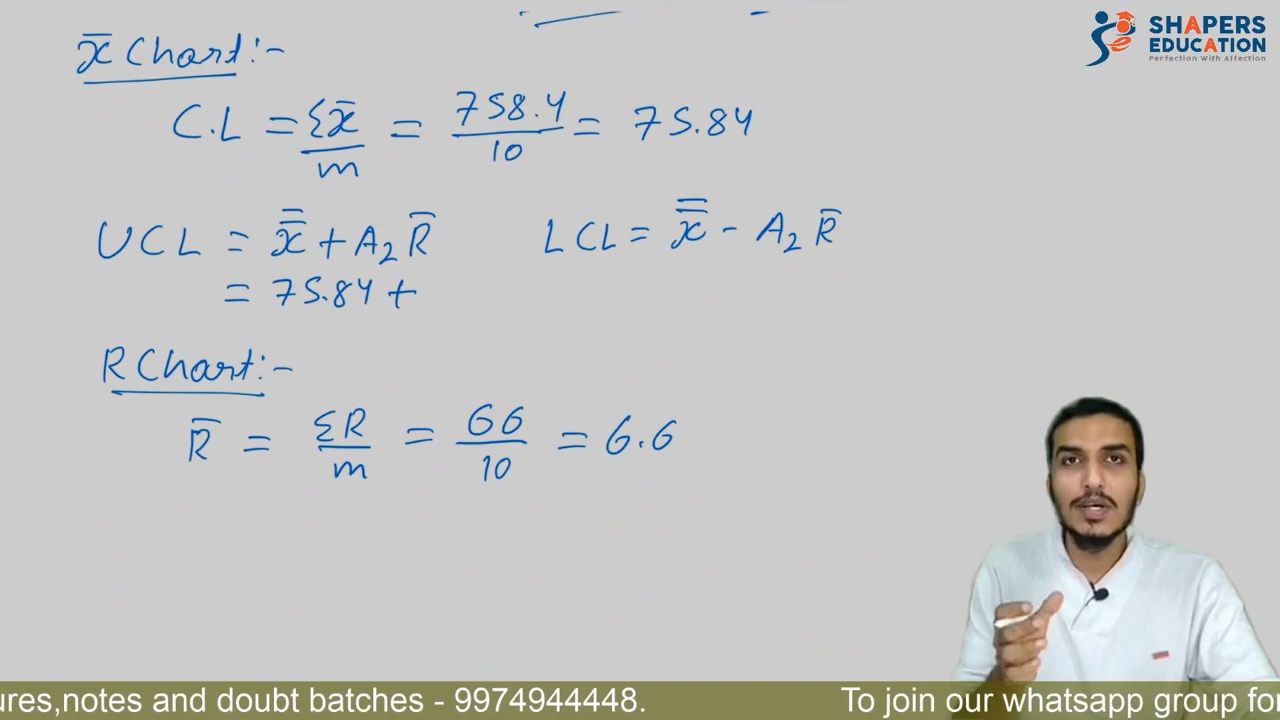 SHAPERS
EDUCATION
Perfection With Affection
x̄ Chart:-
C.L = Σx̄/m = 758.4/10 = 75.84
UCL = x̿ + A₂R̄ LCL = x̿ - A₂R̄
= 75.84 +
R Chart:-
R̄ = ΣR/m = 66/10 = 6.6
ures,notes and doubt batches - 9974944448. To join our whatsapp group for